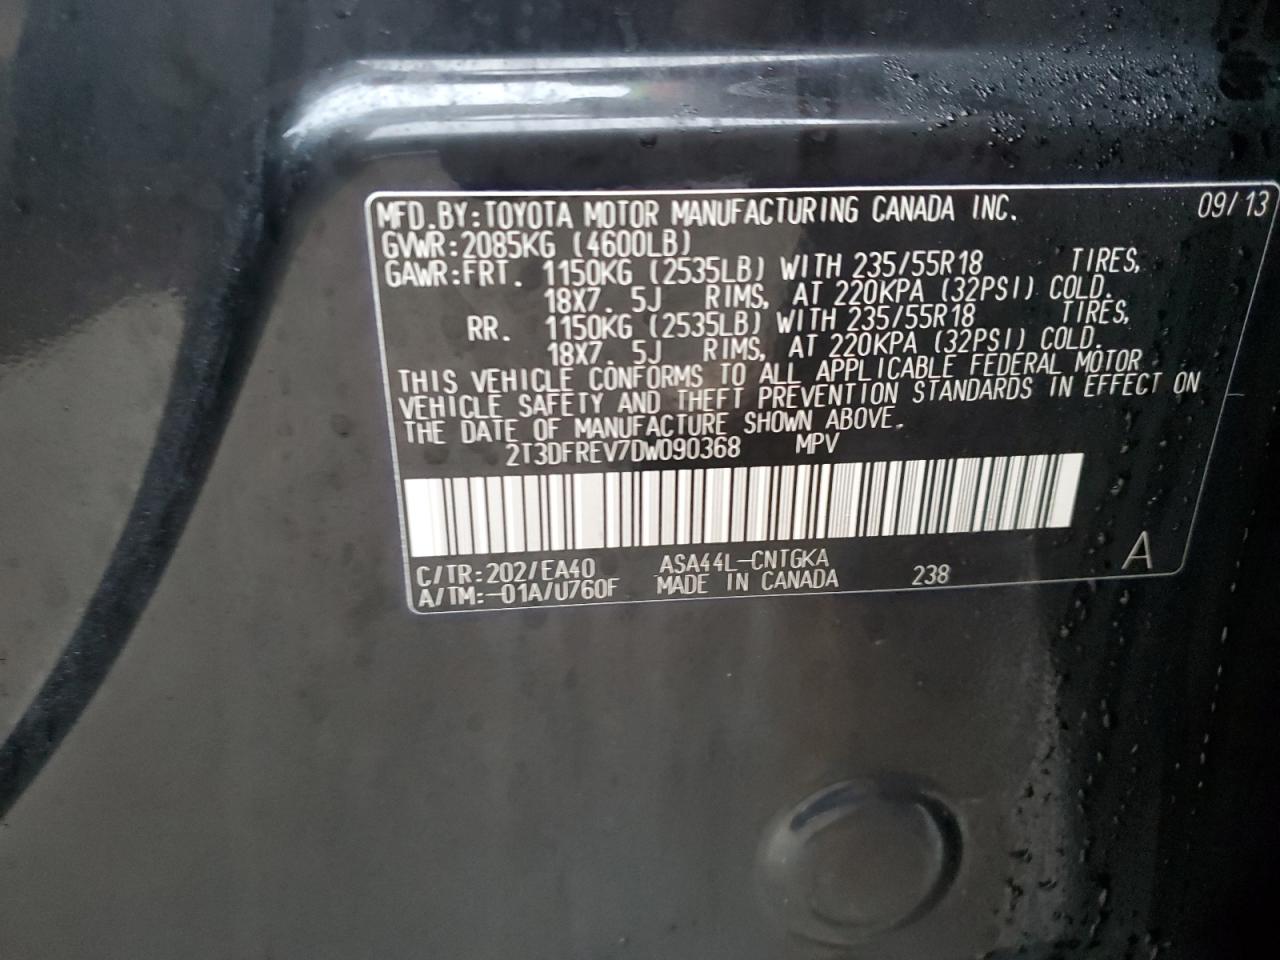 MFD.BY:TOYOTA MOTOR MANUFACTURING CANADA INC. 09/13
GVWR:2085KG (4600LB)
GAWR:FRT. 1150KG (2535LB) WITH 235/55R18 TIRES,
18X7. 5J RIMS, AT 220KPA (32PSI) COLD.
RR. 1150KG (2535LB) WITH 235/55R18 TIRES,
18X7. 5J RIMS, AT 220KPA (32PSI) COLD.
THIS VEHICLE CONFORMS TO ALL APPLICABLE FEDERAL MOTOR
VEHICLE SAFETY AND THEFT PREVENTION STANDARDS IN EFFECT ON
THE DATE OF MANUFACTURE SHOWN ABOVE.
2T3DFREV7DW090368 MPV
C/TR:202/EA40 ASA44L-CNTGKA
A/TM:-01A/U760F MADE IN CANADA 238 A